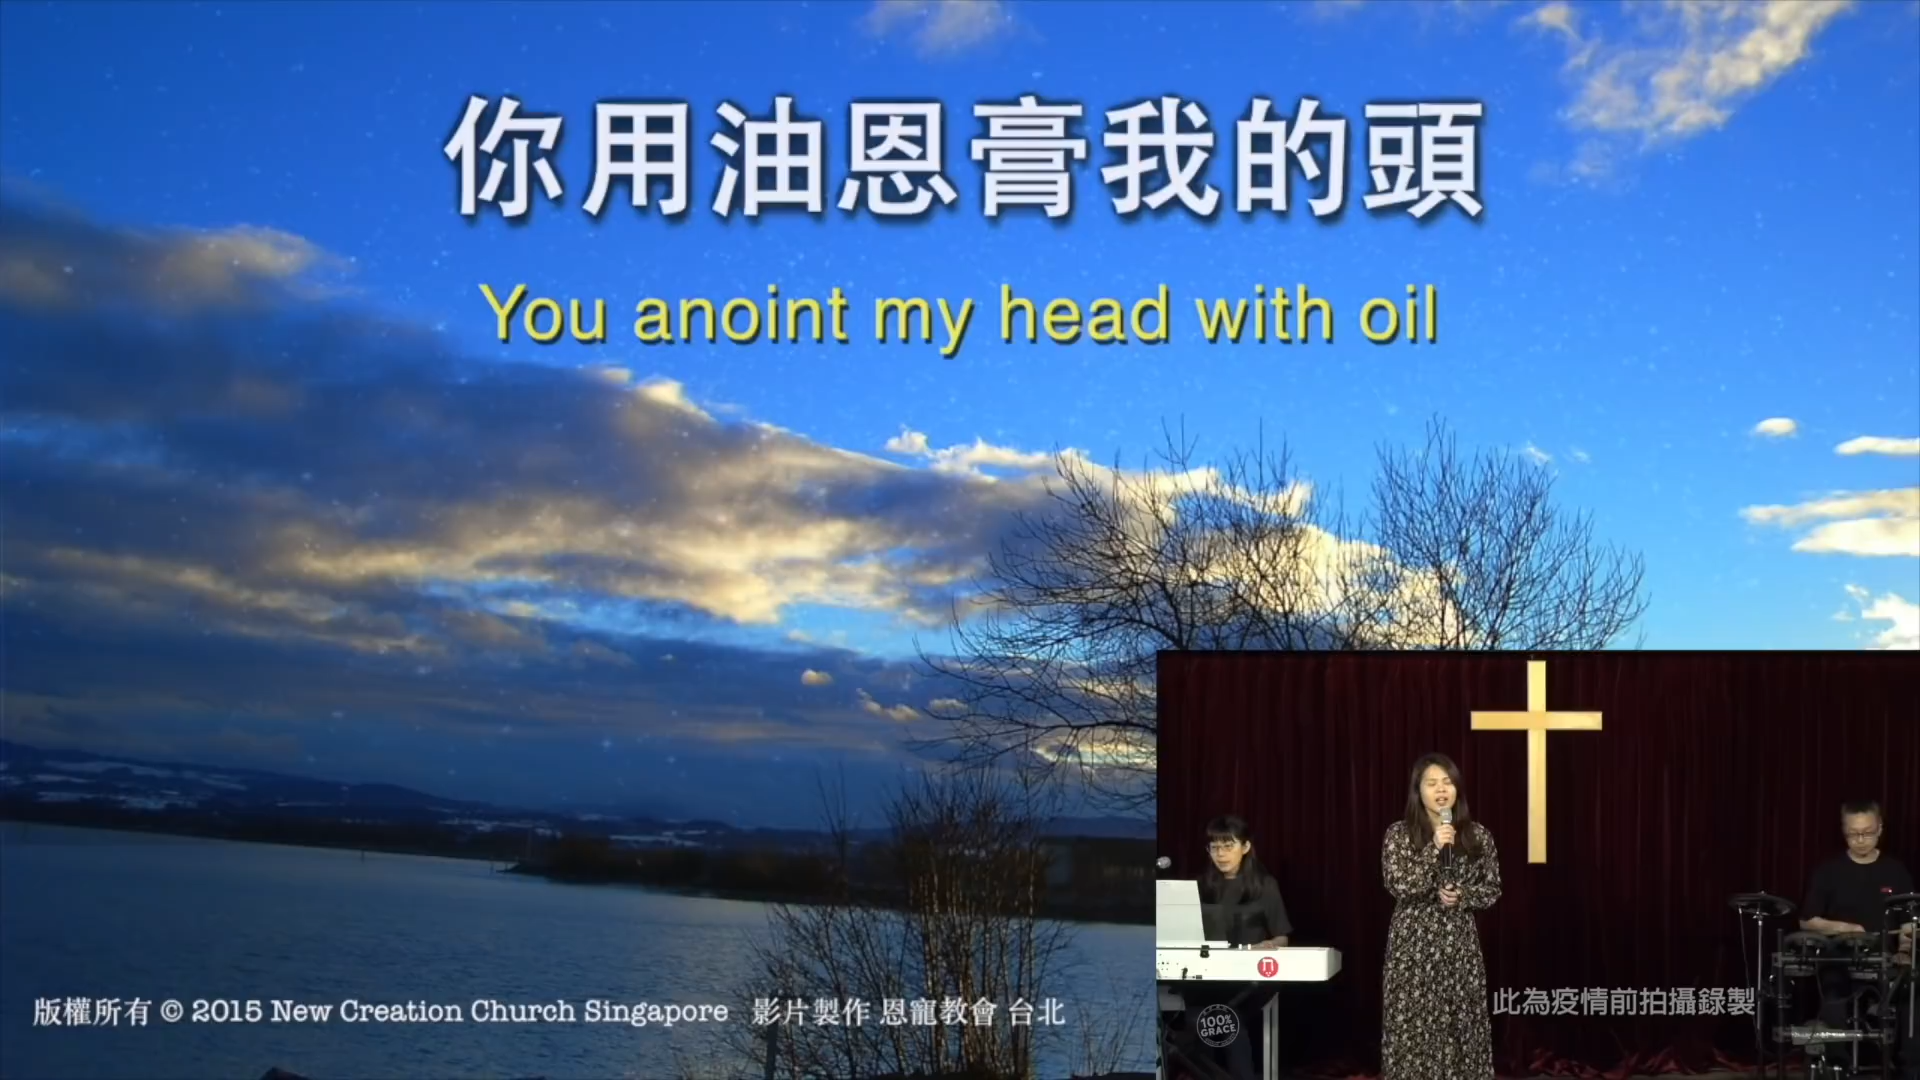 你用油恩膏我的頭
You anoint my head with oil
版權所有 © 2015 New Creation Church Singapore 影片製作 恩寵教會 台北
此為疫情前拍攝錄製
100%
GRACE